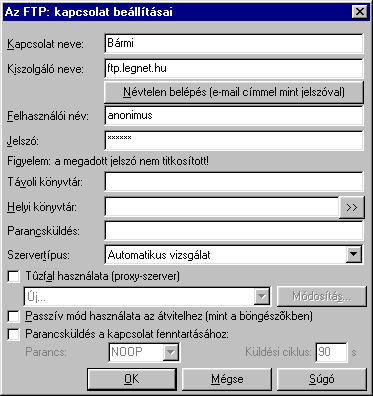 Az FTP: kapcsolat beállításai
Kapcsolat neve: Bármi
Kiszolgáló neve: ftp.legnet.hu
Névtelen belépés (e-mail címmel mint jelszóval)
Felhasználói név: anonimus
Jelszó: ******
Figyelem: a megadott jelszó nem titkosított!
Távoli könyvtár:
Helyi könyvtár: >>
Parancsküldés:
Szervertípus: Automatikus vizsgálat
Tûzfal használata (proxy-szerver)
Új... Módosítás...
Passzív mód használata az átvitelhez (mint a böngészõkben)
Parancsküldés a kapcsolat fenntartásához:
Parancs: NOOP Küldési ciklus: 90 s
OK Mégse Súgó